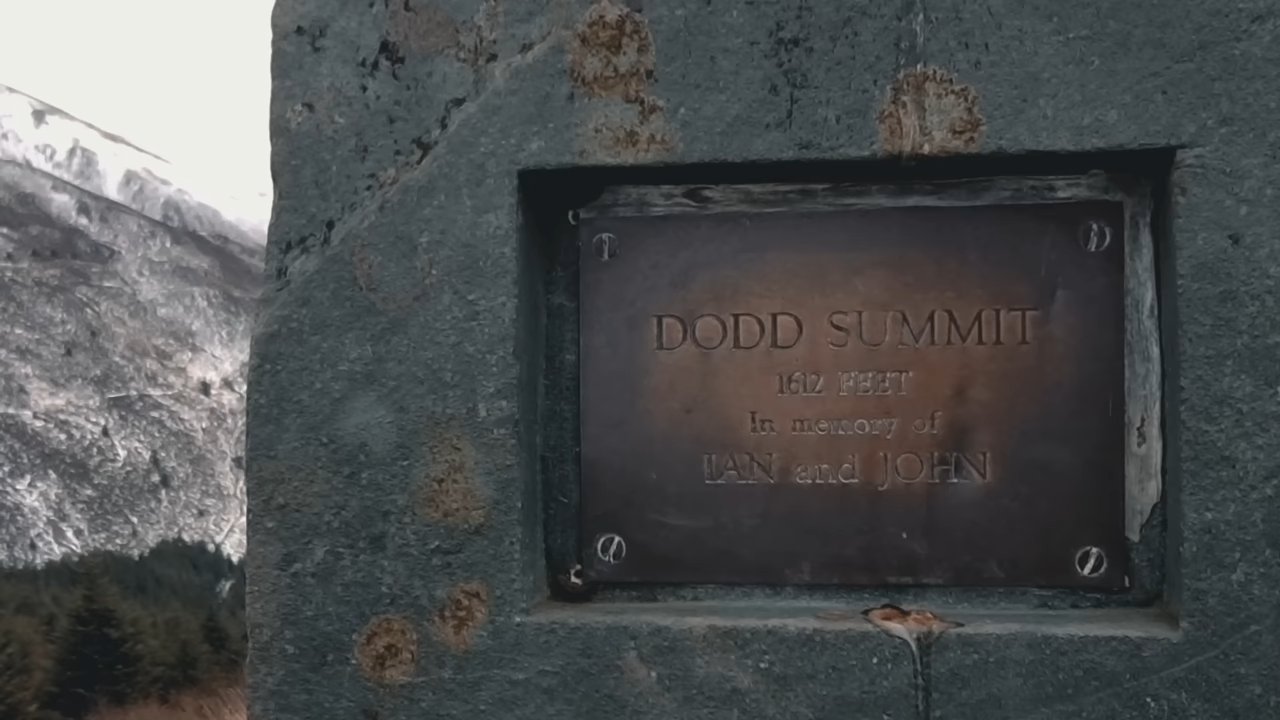 DODD SUMMIT
1612 FEET
In memory of
IAN and JOHN